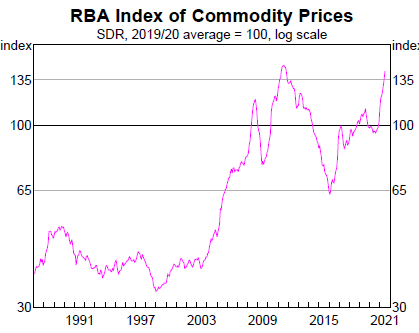 RBA Index of Commodity Prices
SDR, 2019/20 average = 100, log scale
index index
135 135
100 100
65 65
30 30
1991 1997 2003 2009 2015 2021